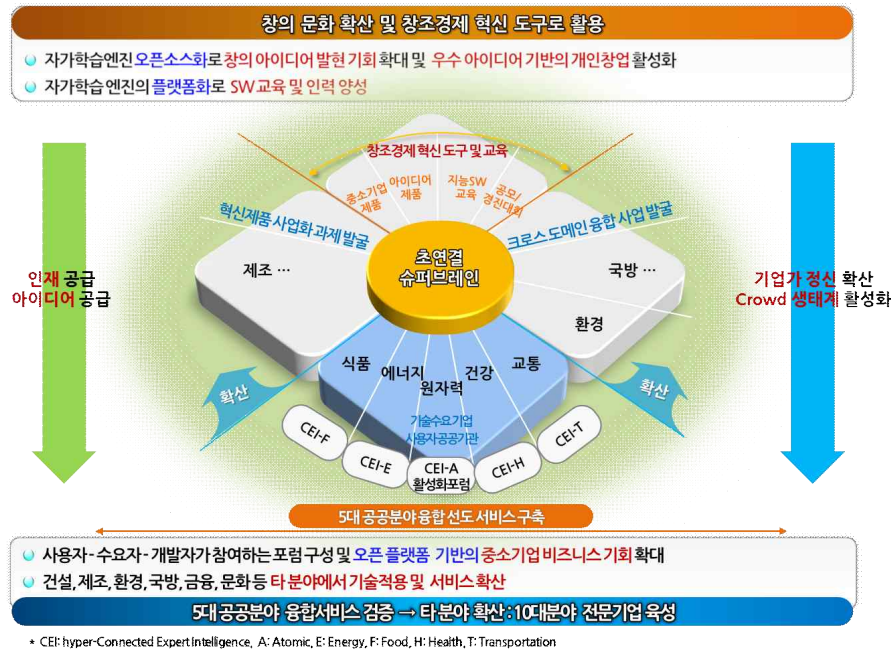 창의 문화 확산 및 창조경제 혁신 도구로 활용
자가학습엔진 오픈소스화로 창의 아이디어 발현 기회 확대 및 우수 아이디어 기반의 개인창업 활성화
자가학습 엔진의 플랫폼화로 SW 교육 및 인력 양성
창조경제 혁신 도구 및 교육
중소기업
제품
아이디어
제품
지능SW
교육
공모/
경진대회
혁신제품 사업화 과제 발굴
크로스 도메인 융합 사업 발굴
초연결
슈퍼브레인
제조 ···
국방 ···
환경
인재 공급
아이디어 공급
기업가 정신 확산
Crowd 생태계 활성화
식품
에너지
원자력
건강
교통
기술수요기업
사용자공공기관
확산
확산
CEI-F
CEI-E
CEI-A
활성화포럼
CEI-H
CEI-T
5대 공공분야 융합 선도 서비스 구축
사용자 - 수요자 - 개발자가 참여하는 포럼 구성 및 오픈 플랫폼 기반의 중소기업 비즈니스 기회 확대
건설, 제조, 환경, 국방, 금융, 문화 등 타 분야에서 기술적용 및 서비스 확산
5대 공공분야 융합서비스 검증 → 타 분야 확산 : 10대분야 전문기업 육성
* CEI: hyper-Connected Expert Intelligence, A: Atomic, E: Energy, F: Food, H: Health, T: Transportation